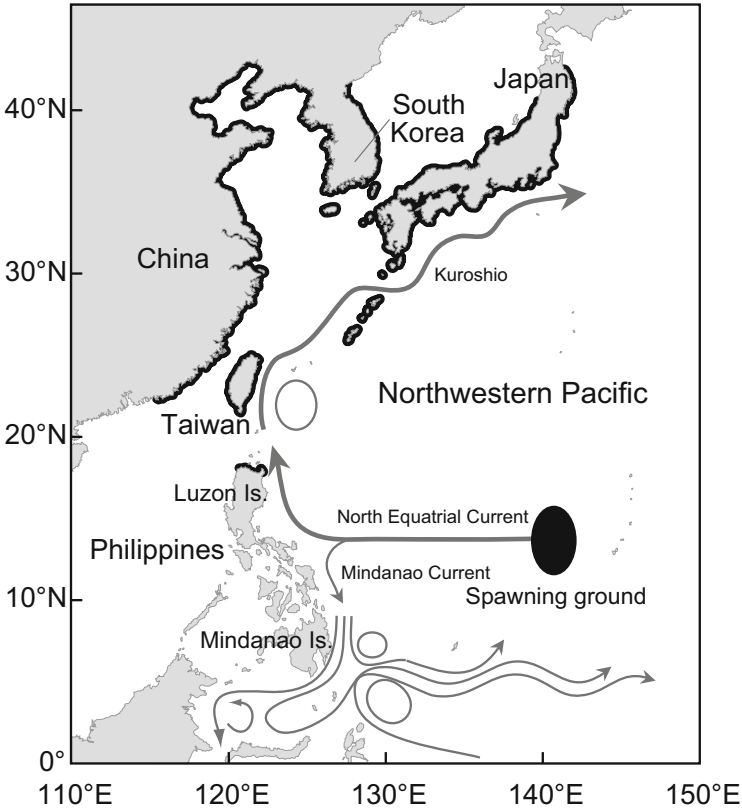 Japan
40°N
South
Korea
China
30°N
Kuroshio
Northwestern Pacific
Taiwan
20°N
Luzon Is.
North Equatrial Current
Philippines
Mindanao Current
Spawning ground
10°N
Mindanao Is.
0°
110°E
120°E
130°E
140°E
150°E